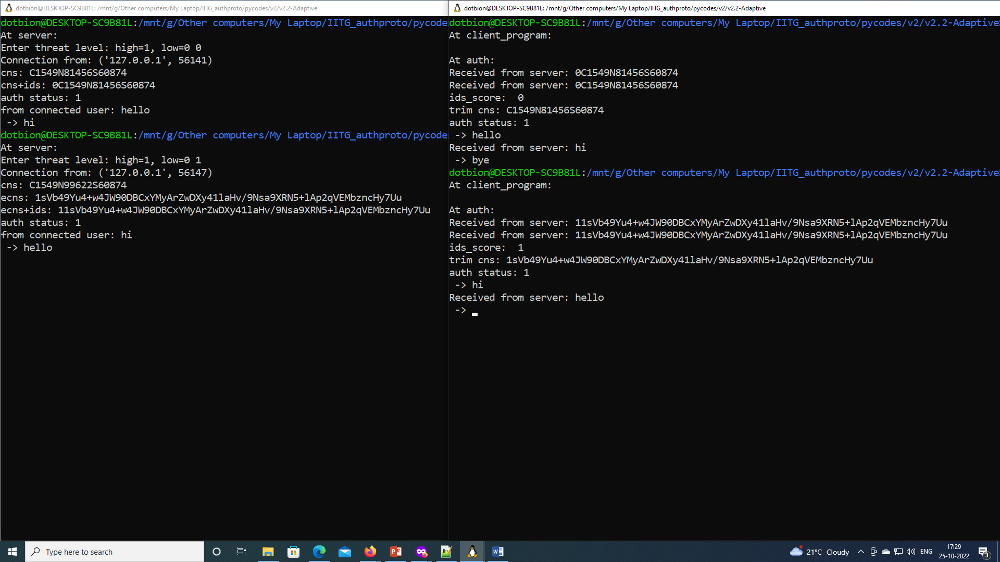 dotbion@DESKTOP-SC9B81L: /mnt/g/Other computers/My Laptop/IITG_authproto/pycodes/v2/v2.2-Adaptive
dotbion@DESKTOP-SC9B81L:/mnt/g/Other computers/My Laptop/IITG_authproto/pycode
At server:
Enter threat level: high=1, low=0 0
Connection from: ('127.0.0.1', 56141)
cns: C1549N81456S60874
cns+ids: 0C1549N81456S60874
auth status: 1
from connected user: hello
 -> hi
dotbion@DESKTOP-SC9B81L:/mnt/g/Other computers/My Laptop/IITG_authproto/pycode
At server:
Enter threat level: high=1, low=0 1
Connection from: ('127.0.0.1', 56147)
cns: C1549N99622S60874
ecns: 1sVb49Yu4+w4JW90DBCxYMyArZwDXy41laHv/9Nsa9XRN5+lAp2qVEMbzncHy7Uu
ecns+ids: 11sVb49Yu4+w4JW90DBCxYMyArZwDXy41laHv/9Nsa9XRN5+lAp2qVEMbzncHy7Uu
auth status: 1
from connected user: hi
 -> hello
dotbion@DESKTOP-SC9B81L: /mnt/g/Other computers/My Laptop/IITG_authproto/pycodes/v2/v2.2-Adaptive
dotbion@DESKTOP-SC9B81L:/mnt/g/Other computers/My Laptop/IITG_authproto/pycodes/v2/v2.2-Adaptive
At client_program:
At auth:
Received from server: 0C1549N81456S60874
Received from server: 0C1549N81456S60874
ids_score:  0
trim cns: C1549N81456S60874
auth status: 1
 -> hello
Received from server: hi
 -> bye
dotbion@DESKTOP-SC9B81L:/mnt/g/Other computers/My Laptop/IITG_authproto/pycodes/v2/v2.2-Adaptive
At client_program:
At auth:
Received from server: 11sVb49Yu4+w4JW90DBCxYMyArZwDXy41laHv/9Nsa9XRN5+lAp2qVEMbzncHy7Uu
Received from server: 11sVb49Yu4+w4JW90DBCxYMyArZwDXy41laHv/9Nsa9XRN5+lAp2qVEMbzncHy7Uu
ids_score:  1
trim cns: 1sVb49Yu4+w4JW90DBCxYMyArZwDXy41laHv/9Nsa9XRN5+lAp2qVEMbzncHy7Uu
auth status: 1
 -> hi
Received from server: hello
 ->
Type here to search
21°C Cloudy
ENG
17:29
25-10-2022
3